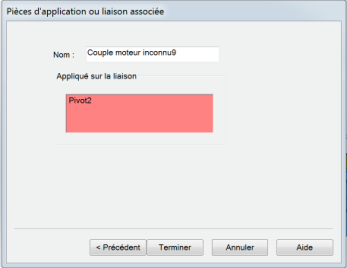 Pièces d'application ou liaison associée
Nom : Couple moteur inconnu9
Appliqué sur la liaison
Pivot2
< Précédent Terminer Annuler Aide